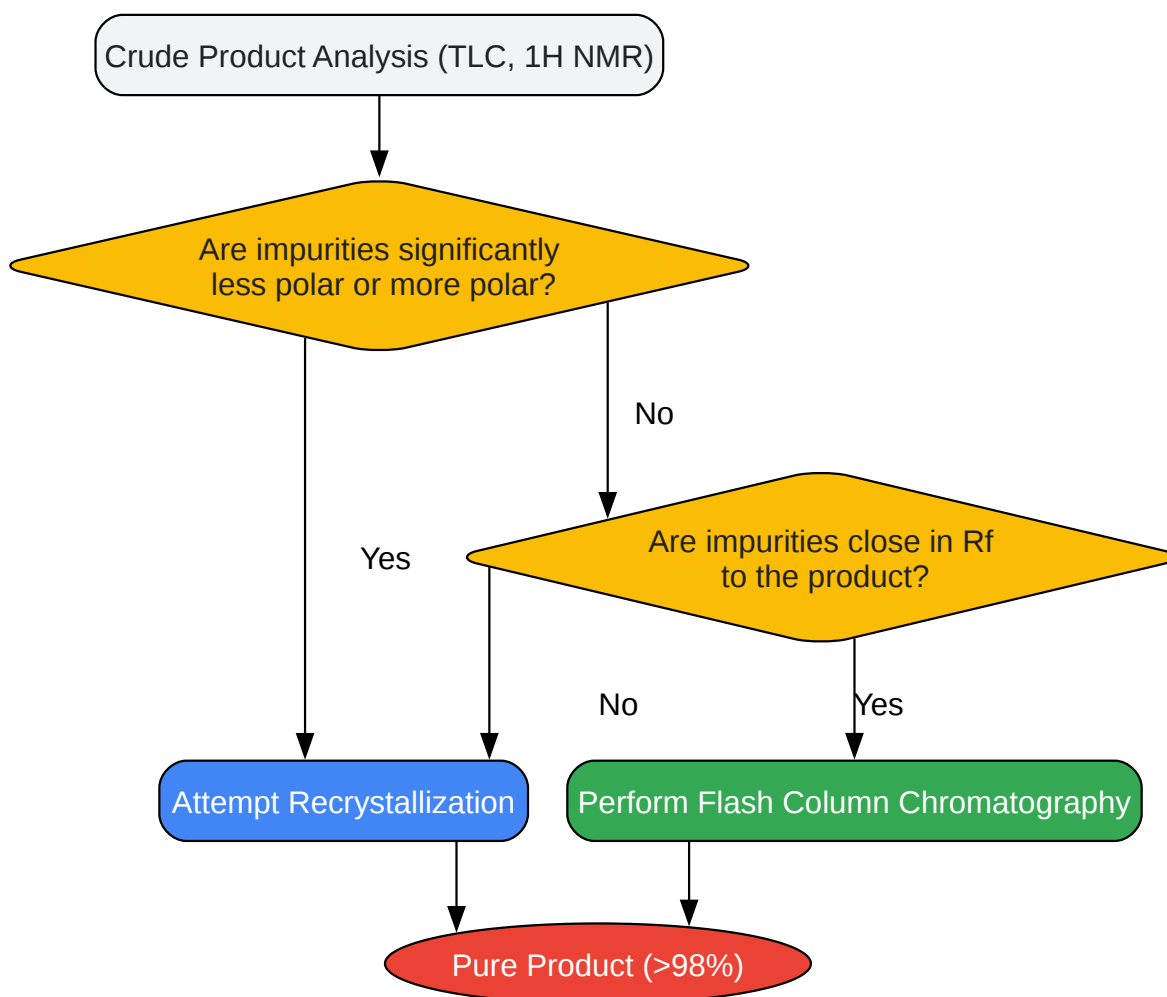 Crude Product Analysis (TLC, 1H NMR)
Are impurities significantly
less polar or more polar?
No
Are impurities close in Rf
to the product?
Yes
No
Yes
Attempt Recrystallization
Perform Flash Column Chromatography
Pure Product (>98%)